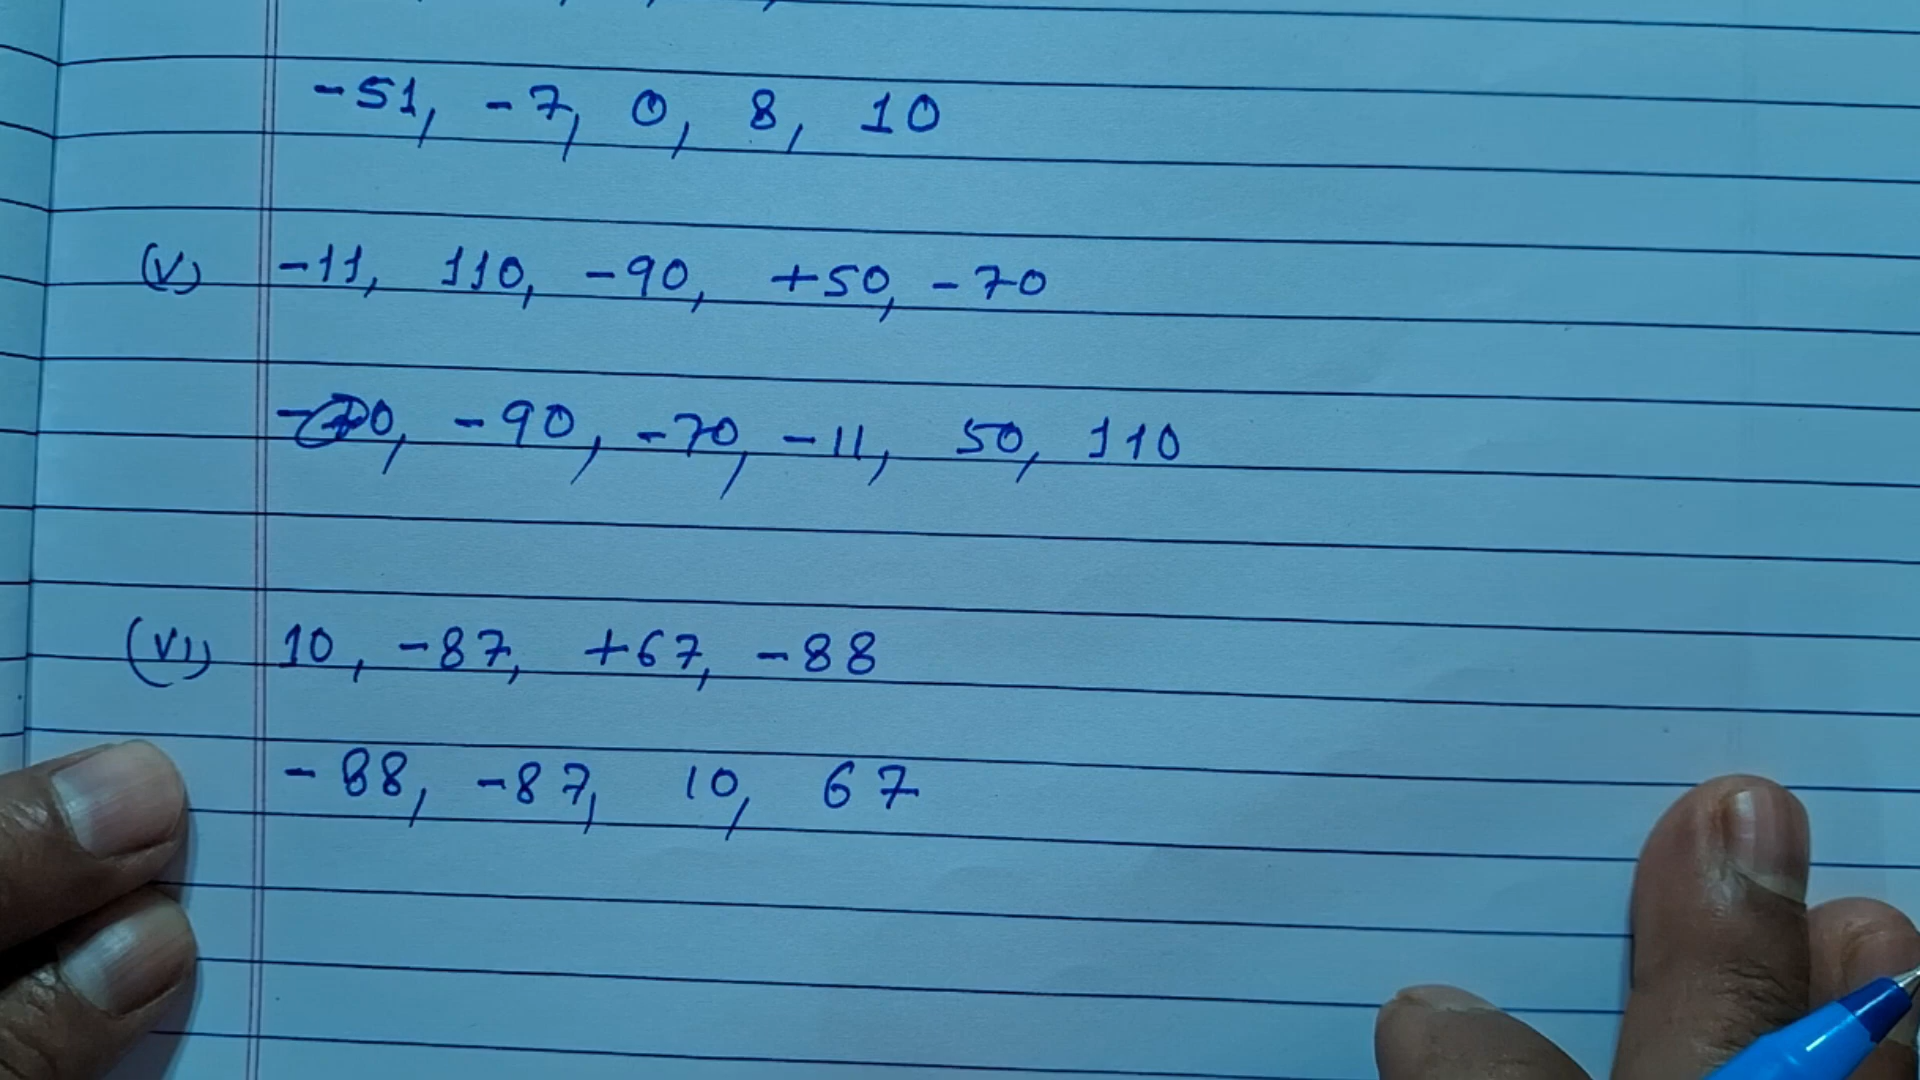 -51, -7, 0, 8, 10
(v) -11, 110, -90, +50, -70
-90, -70, -11, 50, 110
(vi) 10, -87, +67, -88
-88, -87, 10, 67